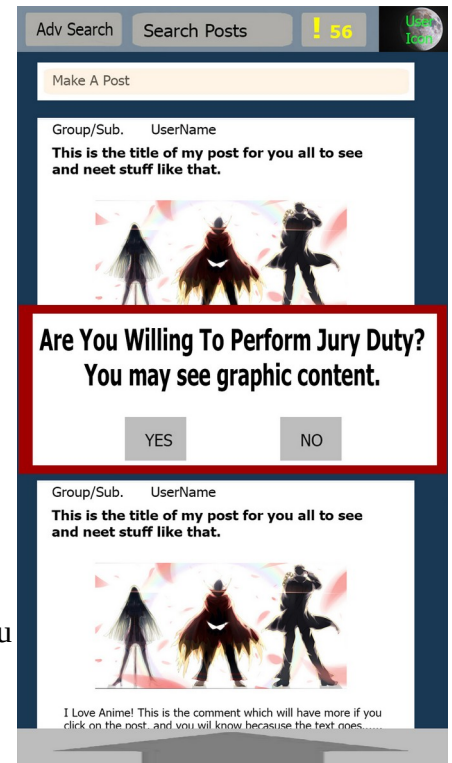 Adv Search
Search Posts
! 56
User
Icon
Make A Post
Group/Sub. UserName
This is the title of my post for you all to see
and neet stuff like that.
Are You Willing To Perform Jury Duty?
You may see graphic content.
YES
NO
Group/Sub. UserName
This is the title of my post for you all to see
and neet stuff like that.
u
I Love Anime! This is the comment which will have more if you
click on the post, and you wil know becasuse the text goes......